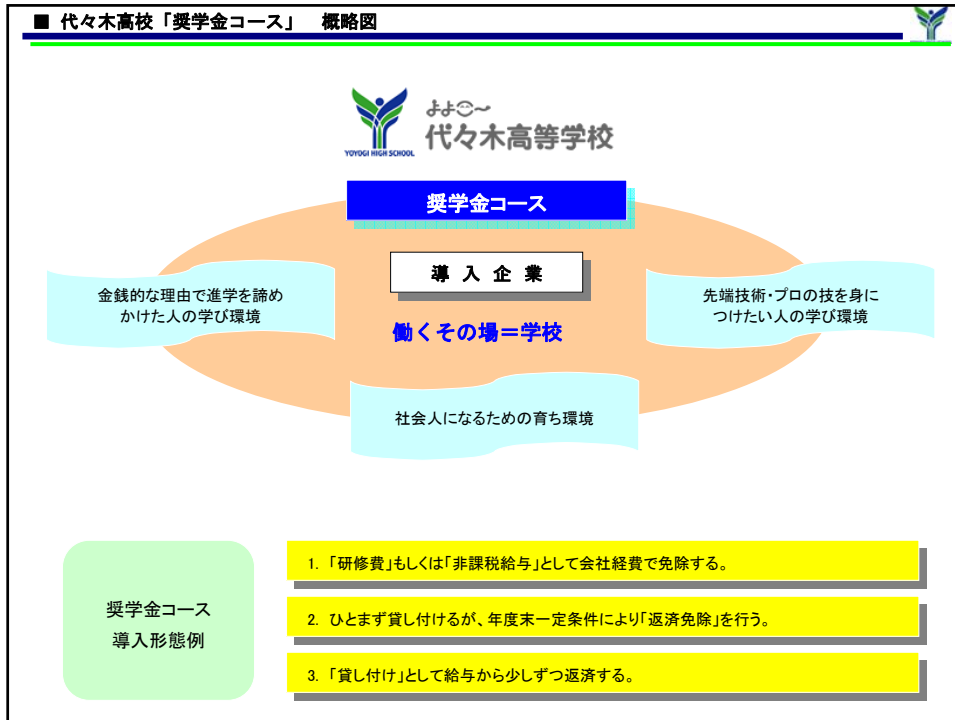 ■ 代々木高校「奨学金コース」 概略図
よよ〜
代々木高等学校
YOYOGI HIGH SCHOOL
奨学金コース
導 入 企 業
働くその場＝学校
金銭的な理由で進学を諦め
かけた人の学び環境
先端技術・プロの技を身に
つけたい人の学び環境
社会人になるための育ち環境
奨学金コース
導入形態例
1. 「研修費」もしくは「非課税給与」として会社経費で免除する。
2. ひとまず貸し付けるが、年度末一定条件により「返済免除」を行う。
3. 「貸し付け」として給与から少しずつ返済する。